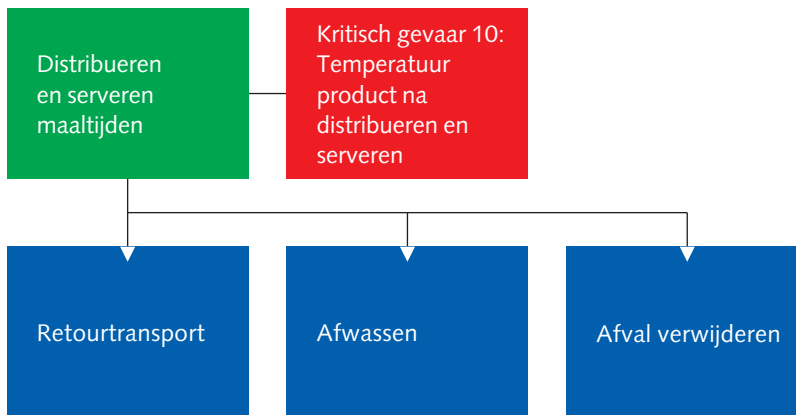 Distribueren
en serveren
maaltijden
Kritisch gevaar 10:
Temperatuur
product na
distribueren en
serveren
Retourtransport
Afwassen
Afval verwijderen